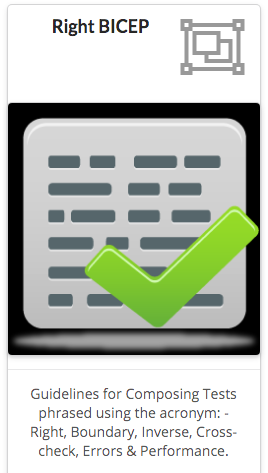 Right BICEP
Guidelines for Composing Tests
phrased using the acronym: -
Right, Boundary, Inverse, Cross-
check, Errors & Performance.